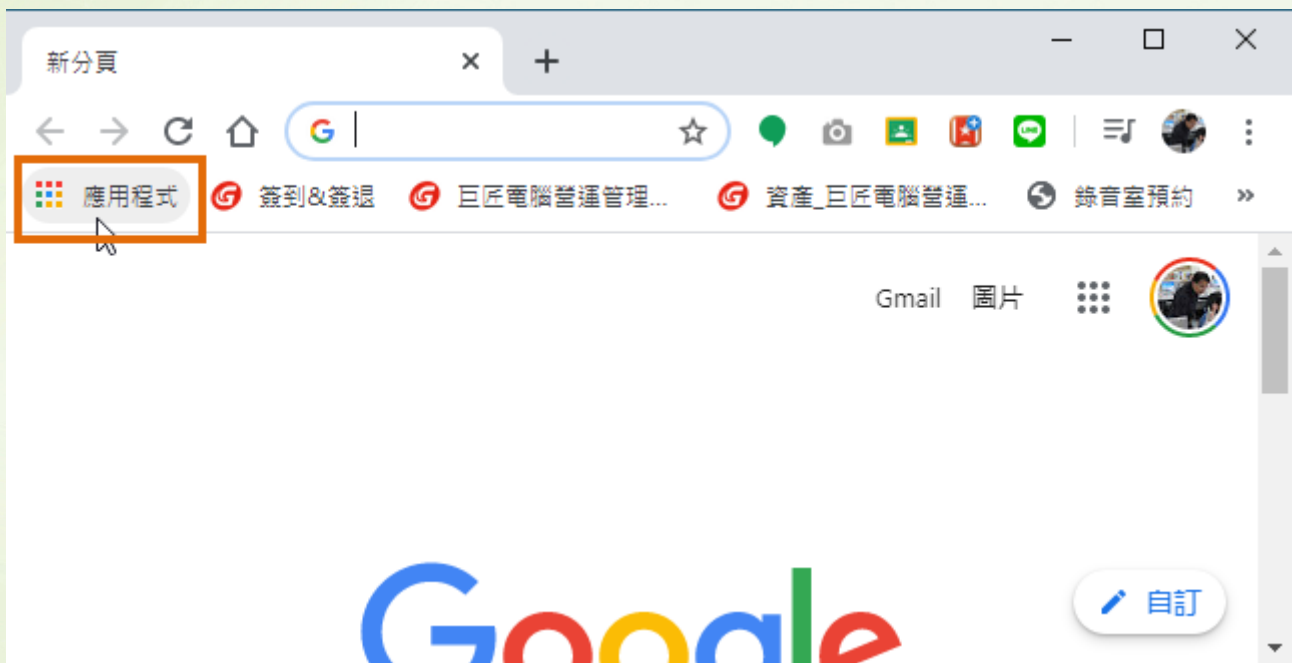 新分頁
應用程式 簽到&簽退 巨匠電腦營運管理... 資產_巨匠電腦營運... 錄音室預約 »
Gmail 圖片
Google
自訂